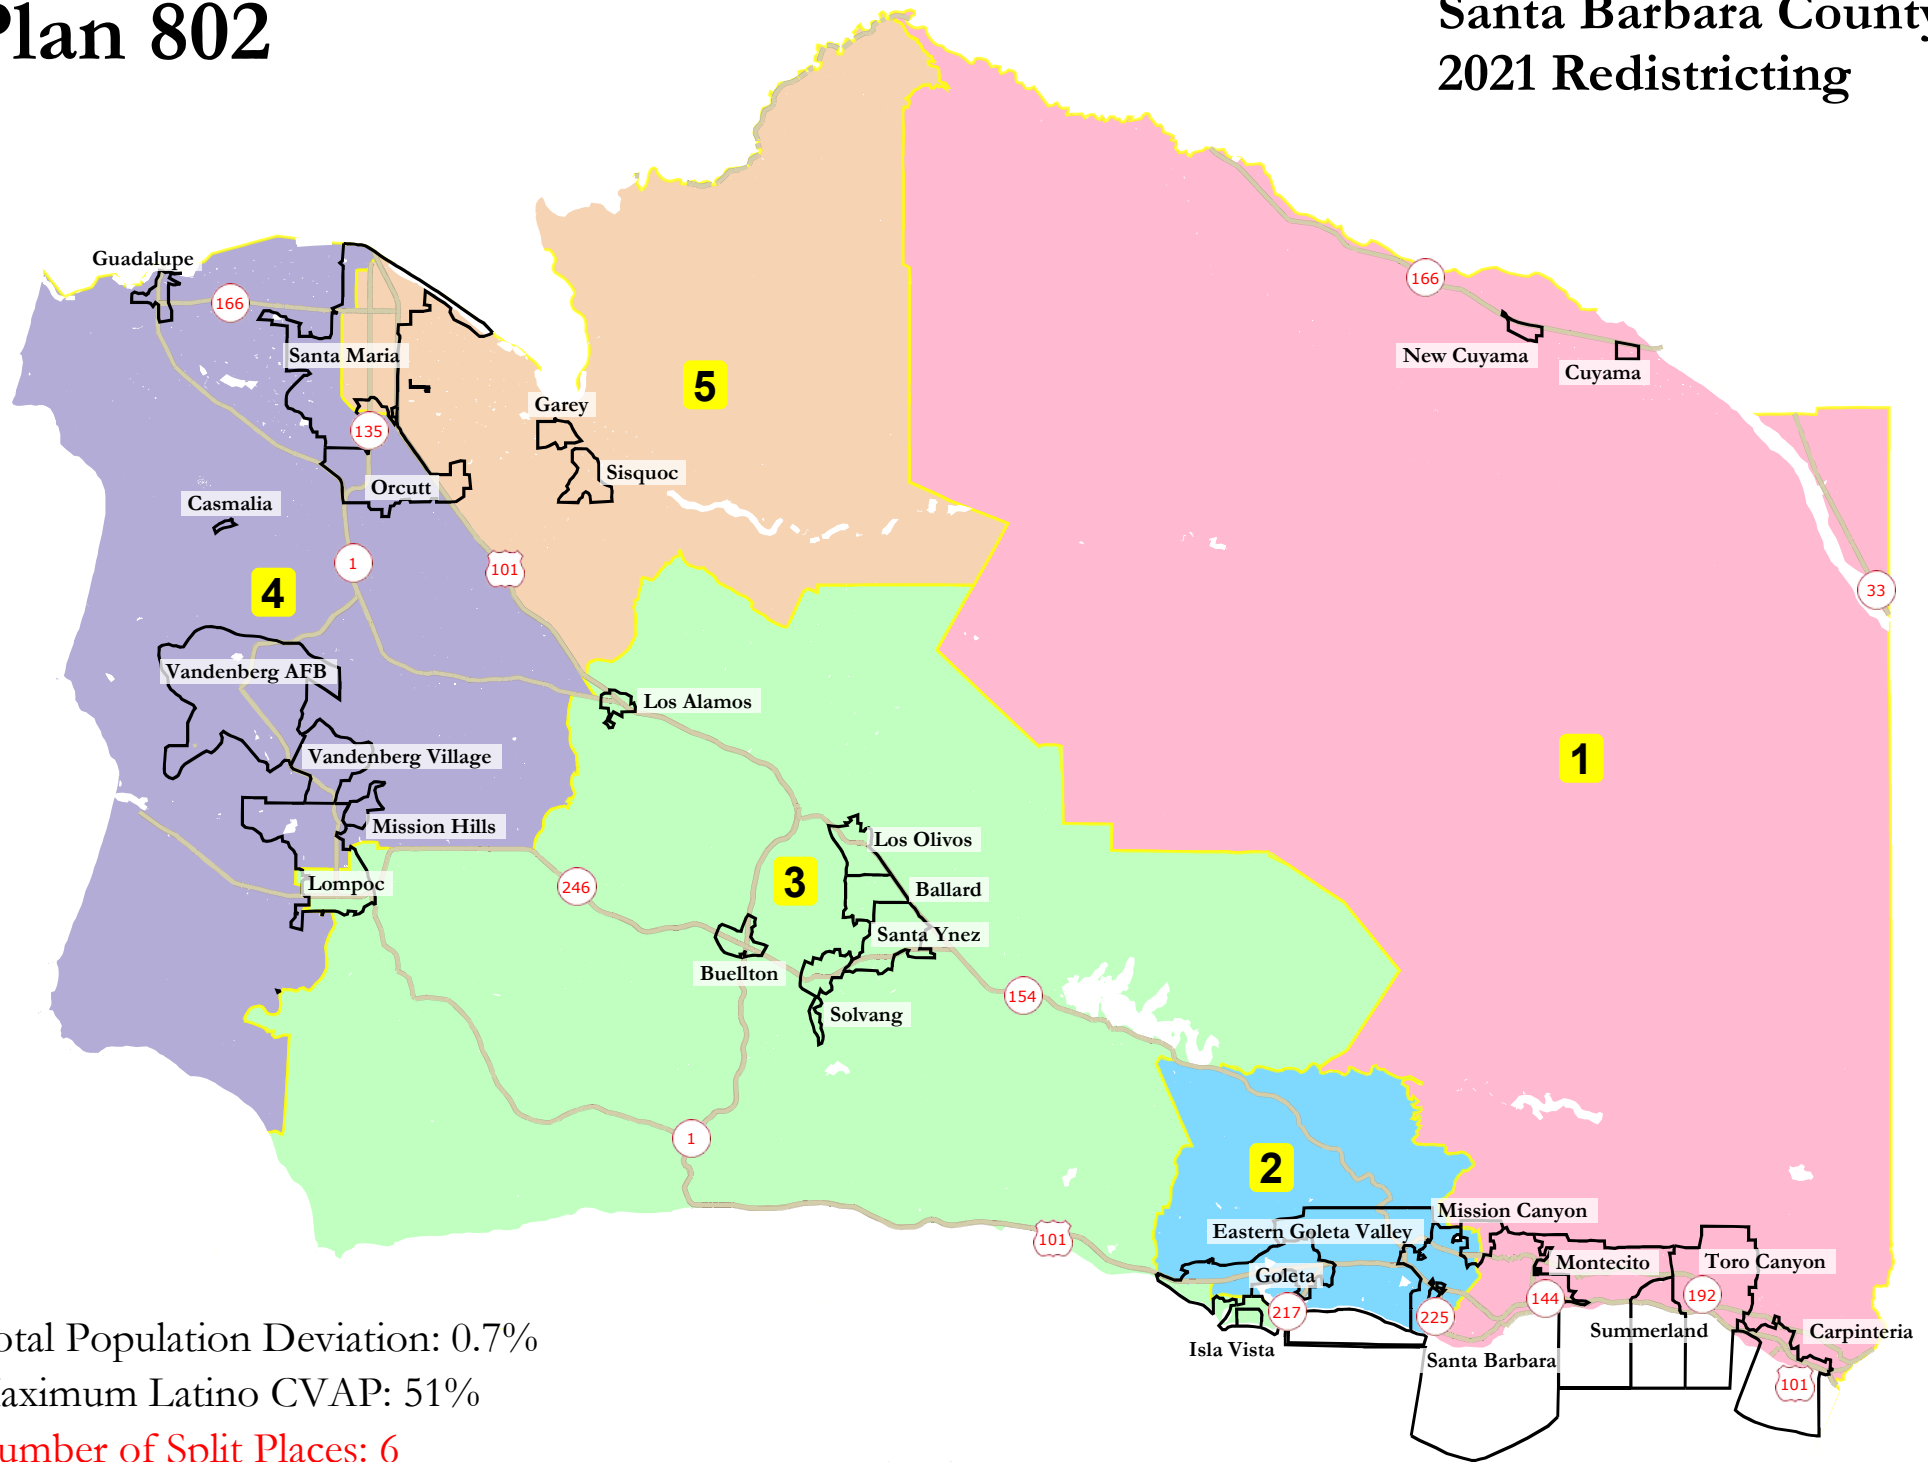 Plan 802
Santa Barbara County
2021 Redistricting
Guadalupe
166
Santa Maria
135
Orcutt
Casmalia
1
4
101
Vandenberg AFB
Vandenberg Village
Mission Hills
Lompoc
5
Garey
Sisquoc
166
New Cuyama
Cuyama
33
1
Los Alamos
Los Olivos
3
Ballard
246
Santa Ynez
Buellton
Solvang
154
1
101
2
Mission Canyon
Eastern Goleta Valley
Goleta
Montecito
Toro Canyon
217
225
144
192
Isla Vista
Santa Barbara
Summerland
Carpinteria
101
otal Population Deviation: 0.7%
aximum Latino CVAP: 51%
umber of Split Places: 6